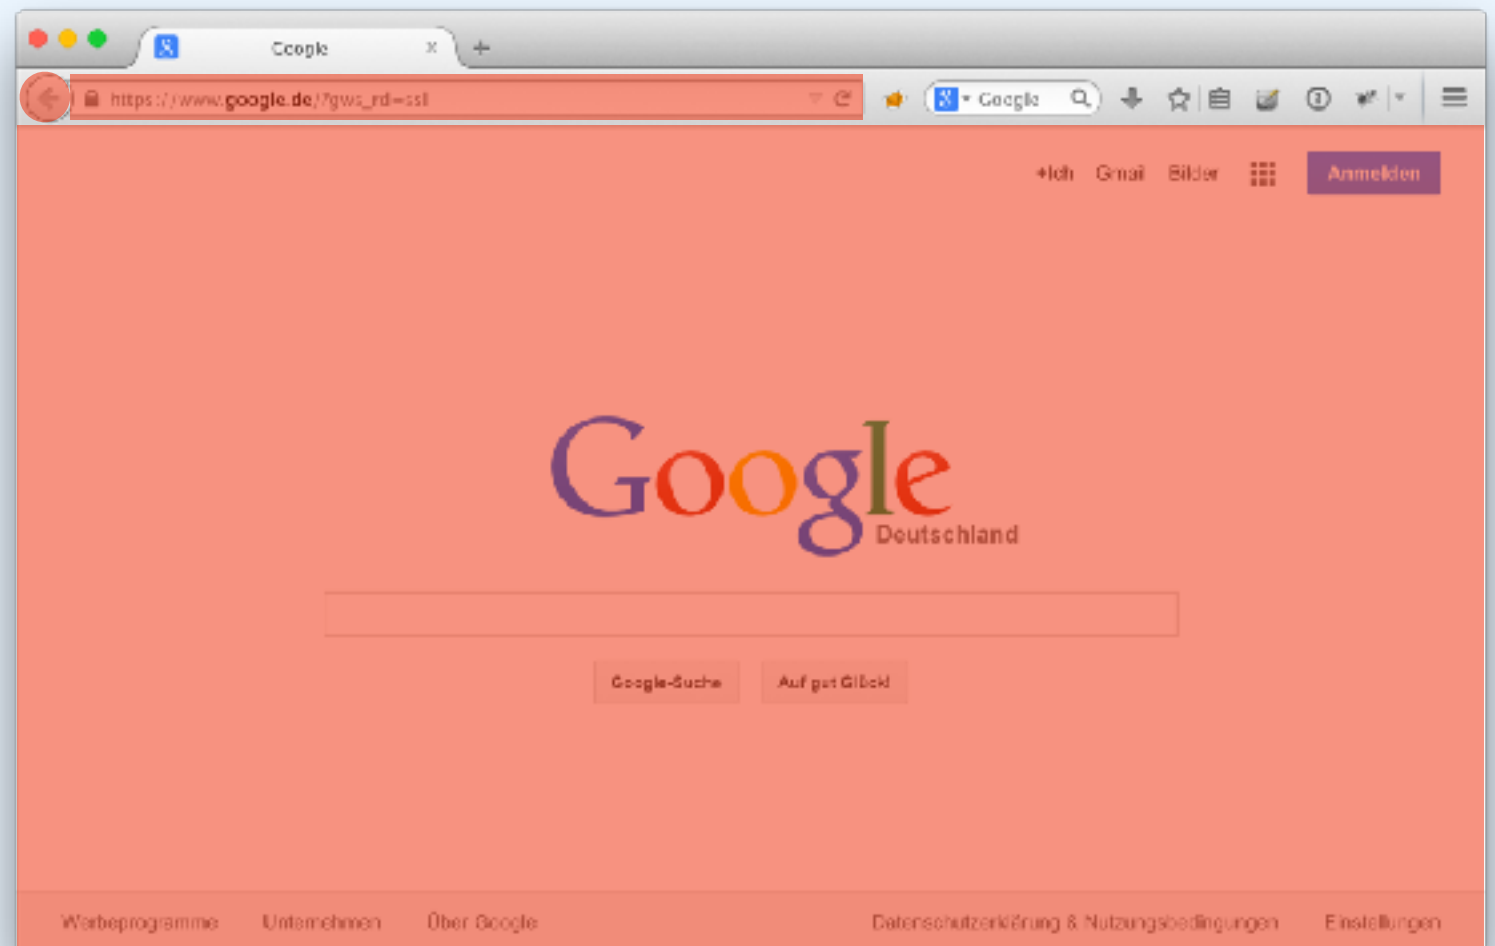 Google x +
https://www.google.de/?gws_rd=ssl Google
+Ich Gmail Bilder Anmelden
Google
Deutschland
Google-Suche Auf gut Glück!
Werbeprogramme Unternehmen Über Google Datenschutzerklärung & Nutzungsbedingungen Einstellungen